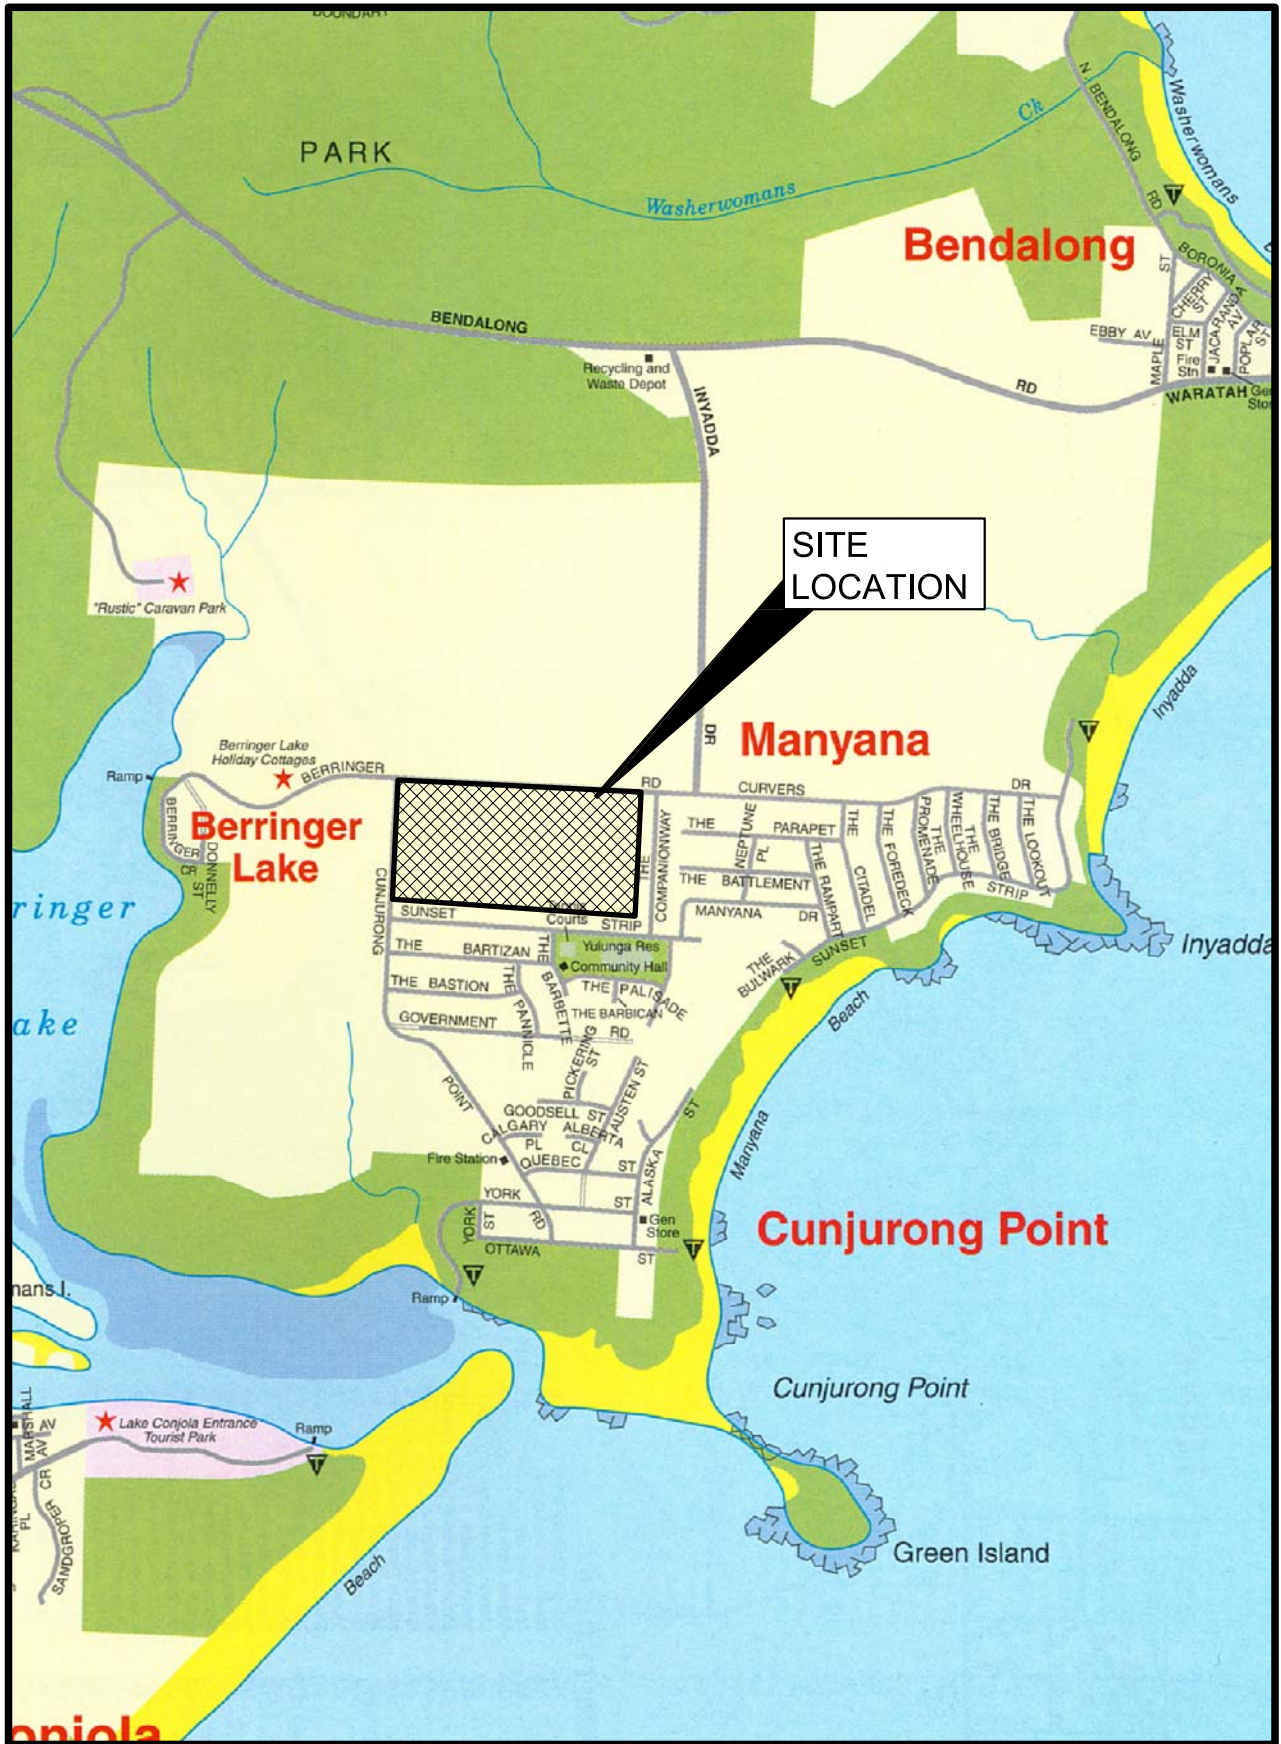 BOUNDARY
PARK
Ck
Washerwomans
N BENDALONG
RD
Washerwomans
Bendalong
BORONIA
ST
CHERRY
ST
JACARANDA
AV
POPLAR
ST
EBBY AV
ELM
ST
Fire
Stn
MAPLE
WARATAH
BENDALONG
RD
Recycling and
Waste Depot
INYADDA
DR
SITE
LOCATION
"Rustic" Caravan Park
Inyadda
Manyana
Berringer Lake
Holiday Cottages
Ramp
BERRINGER
RD
CURVERS
DR
Berringer
Lake
BERRINGER
CR
DONNELLY
ST
CUNJURONG
THE
COMPANIONWAY
THE
PARAPET
NEPTUNE
PL
THE BATTLEMENT
MANYANA
DR
THE RAMPART
THE
CITADEL
THE FOREDECK
THE
PROMENADE
THE
WHEELHOUSE
THE BRIDGE
THE LOOKOUT
STRIP
SUNSET
THE
BULWARK
SUNSET
STRIP
Tennis
Courts
Yulunga Res
Community Hall
THE
BARTIZAN
THE
BARBETTE
THE BASTION
THE PANNICLE
THE PALISADE
THE BARBICAN
GOVERNMENT
RD
PICKERING
ST
POINT
AUSTEN ST
GOODSELL ST
CALGARY
PL
ALBERTA
CL
Fire Station
QUEBEC
ST
ALASKA
ST
YORK
ST
YORK
ST
RD
Gen
Store
OTTAWA
ST
Ramp
Inyadda
Beach
Manyana
ringer
ake
Cunjurong Point
mans I.
Cunjurong Point
Green Island
Lake Conjola Entrance
Tourist Park
Ramp
MARSHALL
AV
AV
CR
PL
SANDGROPER
Beach
onjola